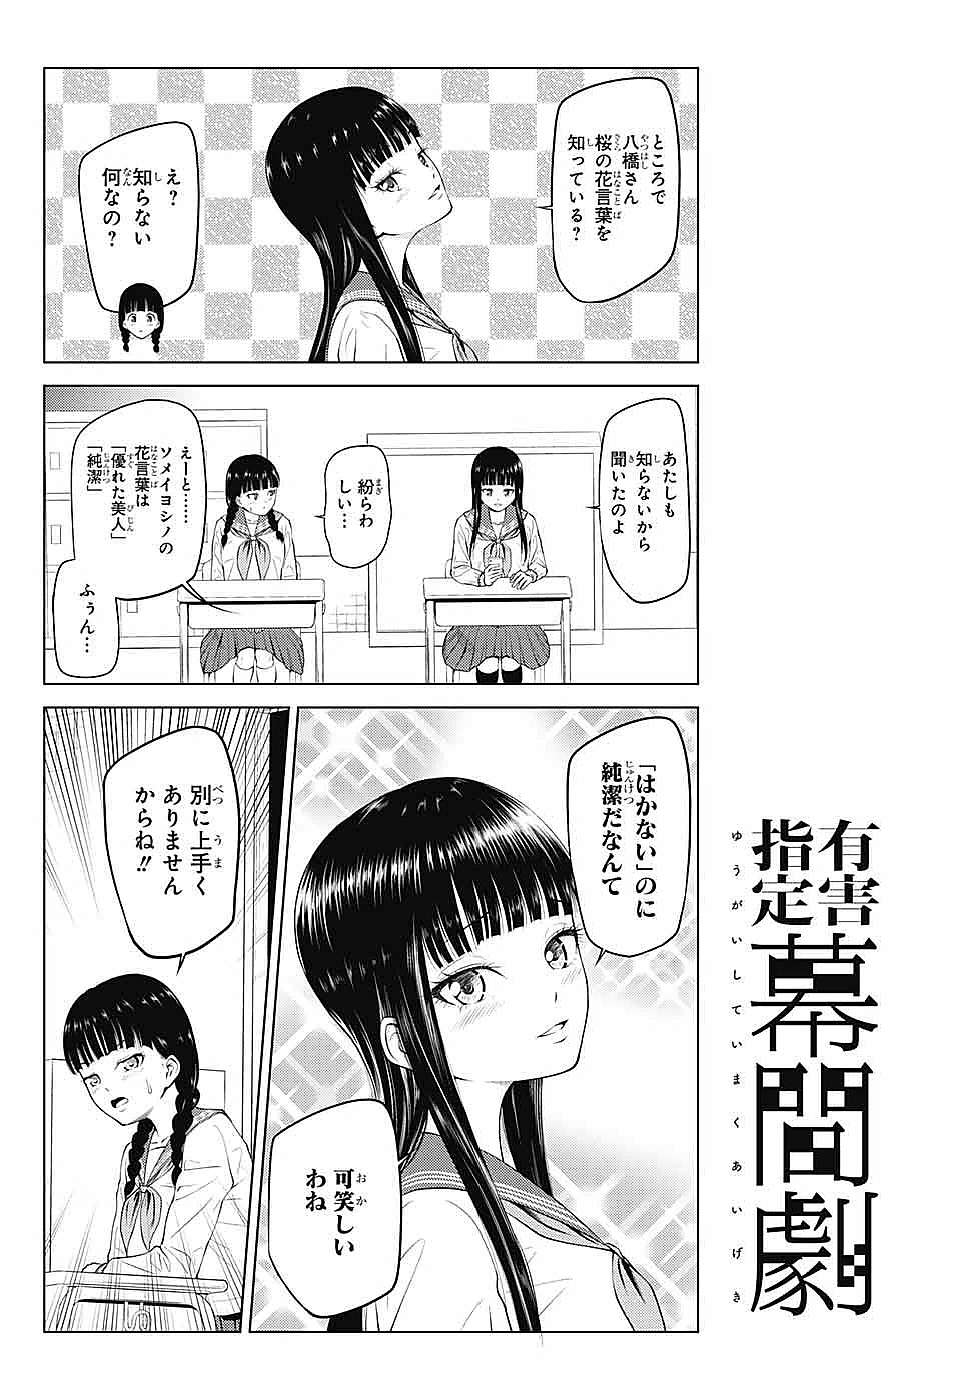 ところで
八橋さん
桜の花言葉を
知っている？
え？
知らない
何なの？
あたしも
知らないから
聞いたのよ
紛らわ
しい…
えーと……
ソメイヨシノの
花言葉は
「優れた美人」
「純潔」
ふぅん…
「はかない」のに
純潔だなんて
可笑しい
わね
別に上手く
ありません
からね!!
有害
指定
幕間劇
ゆうがいしていまくあいげき